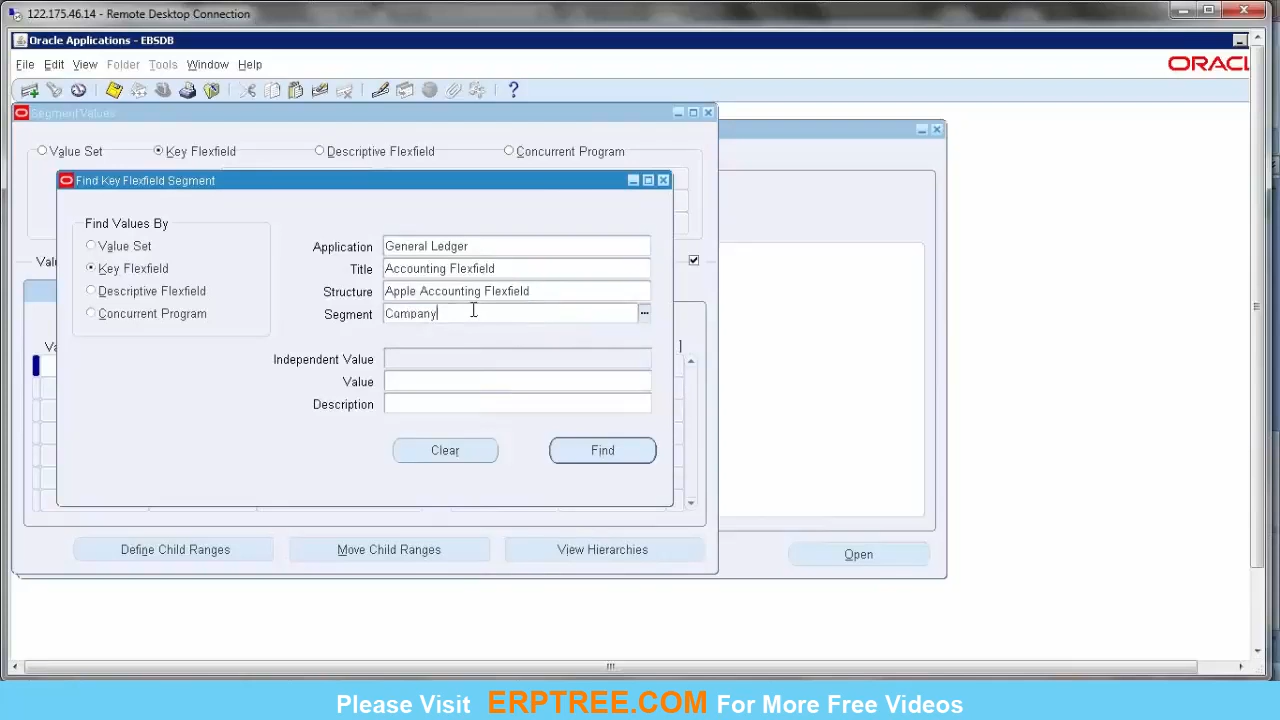 122.175.46.14 - Remote Desktop Connection
Oracle Applications - EBSDB
File Edit View Folder Tools Window Help
ORACL
Segment Values
Value Set Key Flexfield Descriptive Flexfield Concurrent Program
Find Key Flexfield Segment
Find Values By
Value Set
Key Flexfield
Descriptive Flexfield
Concurrent Program
Application General Ledger
Title Accounting Flexfield
Structure Apple Accounting Flexfield
Segment Company
Independent Value
Value
Description
Clear Find
Define Child Ranges Move Child Ranges View Hierarchies
Open
Please Visit ERPTREE.COM For More Free Videos